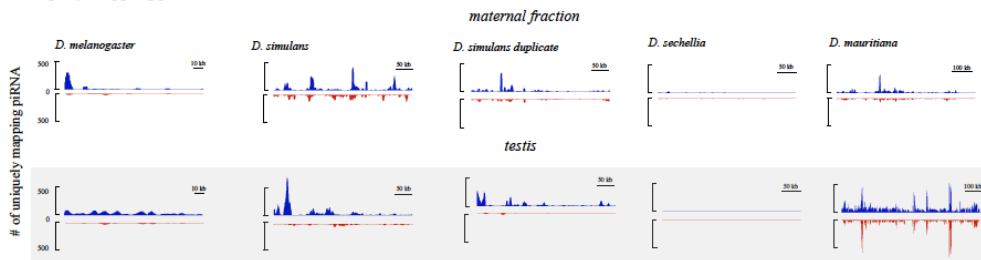 maternal fraction
D. melanogaster
D. simulans
D. simulans duplicate
D. sechellia
D. mauritiana
# of uniquely mapping piRNA
500
0
500
10 kb
50 kb
50 kb
50 kb
100 kb
testis
500
0
500
10 kb
50 kb
50 kb
50 kb
100 kb